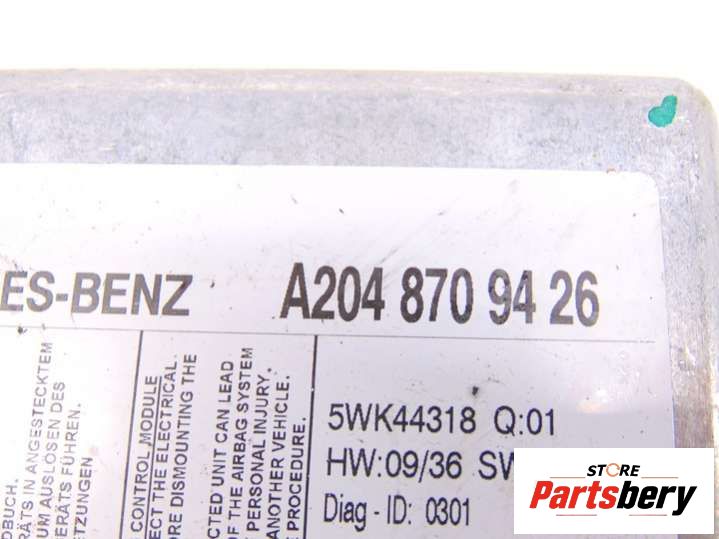 ES-BENZ A204 870 94 26
5WK44318 Q:01
HW:09/36 SW
Diag - ID: 0301
DBUCH.
RÄTS IN ANGESTECKTEM
UM AUSLÖSEN DES
GERÄTS FÜHREN.
ETZUNGEN
CONTROL MODULE
ECT THE ELECTRICAL
ORE DISMOUNTING THE
CTED UNIT CAN LEAD
OF THE AIRBAG SYSTEM
PERSONAL INJURY.
ANOTHER VEHICLE.
PROCEDURE.
STORE
Partsbery